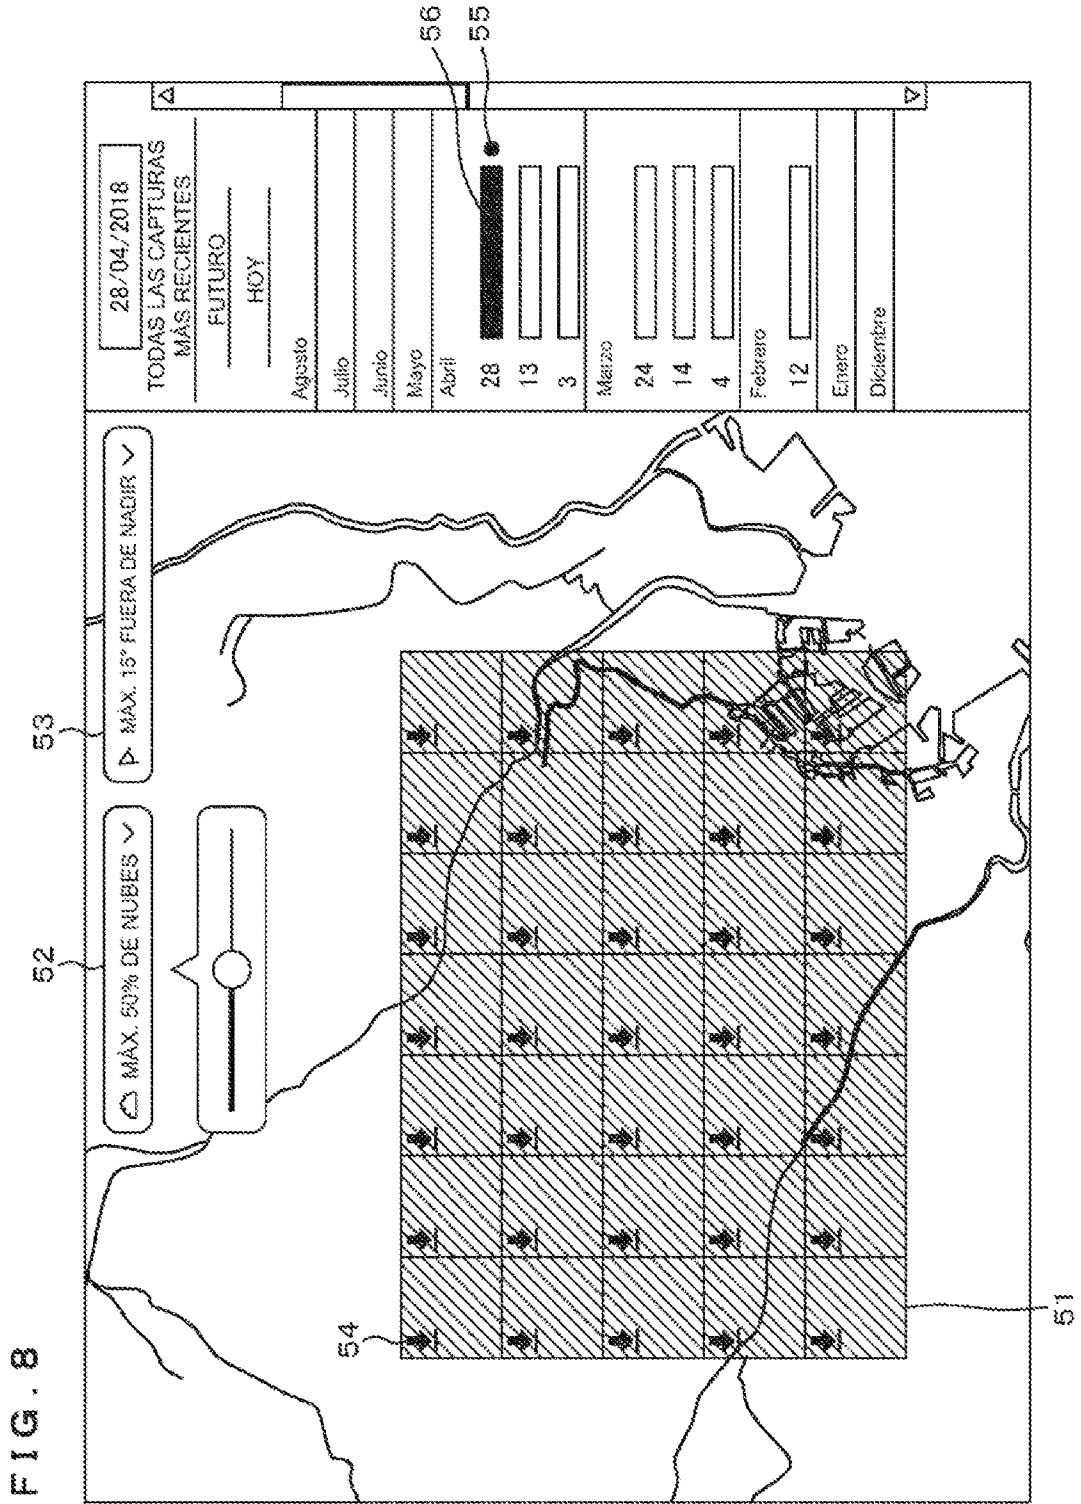 FIG. 8
52
53
MÁX. 50% DE NUBES
MÁX. 15° FUERA DE NADIR
28/04/2018
TODAS LAS CAPTURAS
MÁS RECIENTES
FUTURO
HOY
Agosto
Julio
Junio
Mayo
Abril
28
13
3
Marzo
24
14
4
Febrero
12
Enero
Diciembre
56
55
54
51